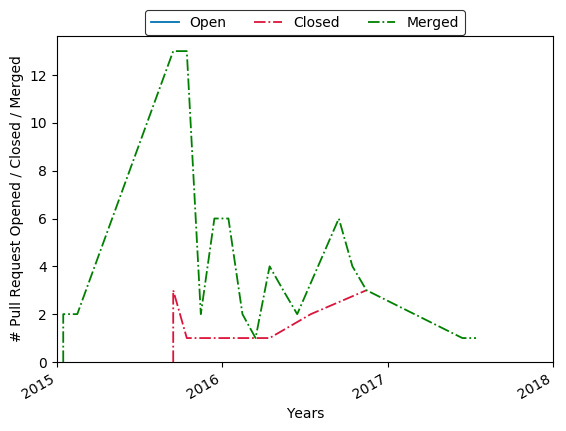 Open Closed Merged
# Pull Request Opened / Closed / Merged
12
10
8
6
4
2
0
2015 2016 2017 2018
Years